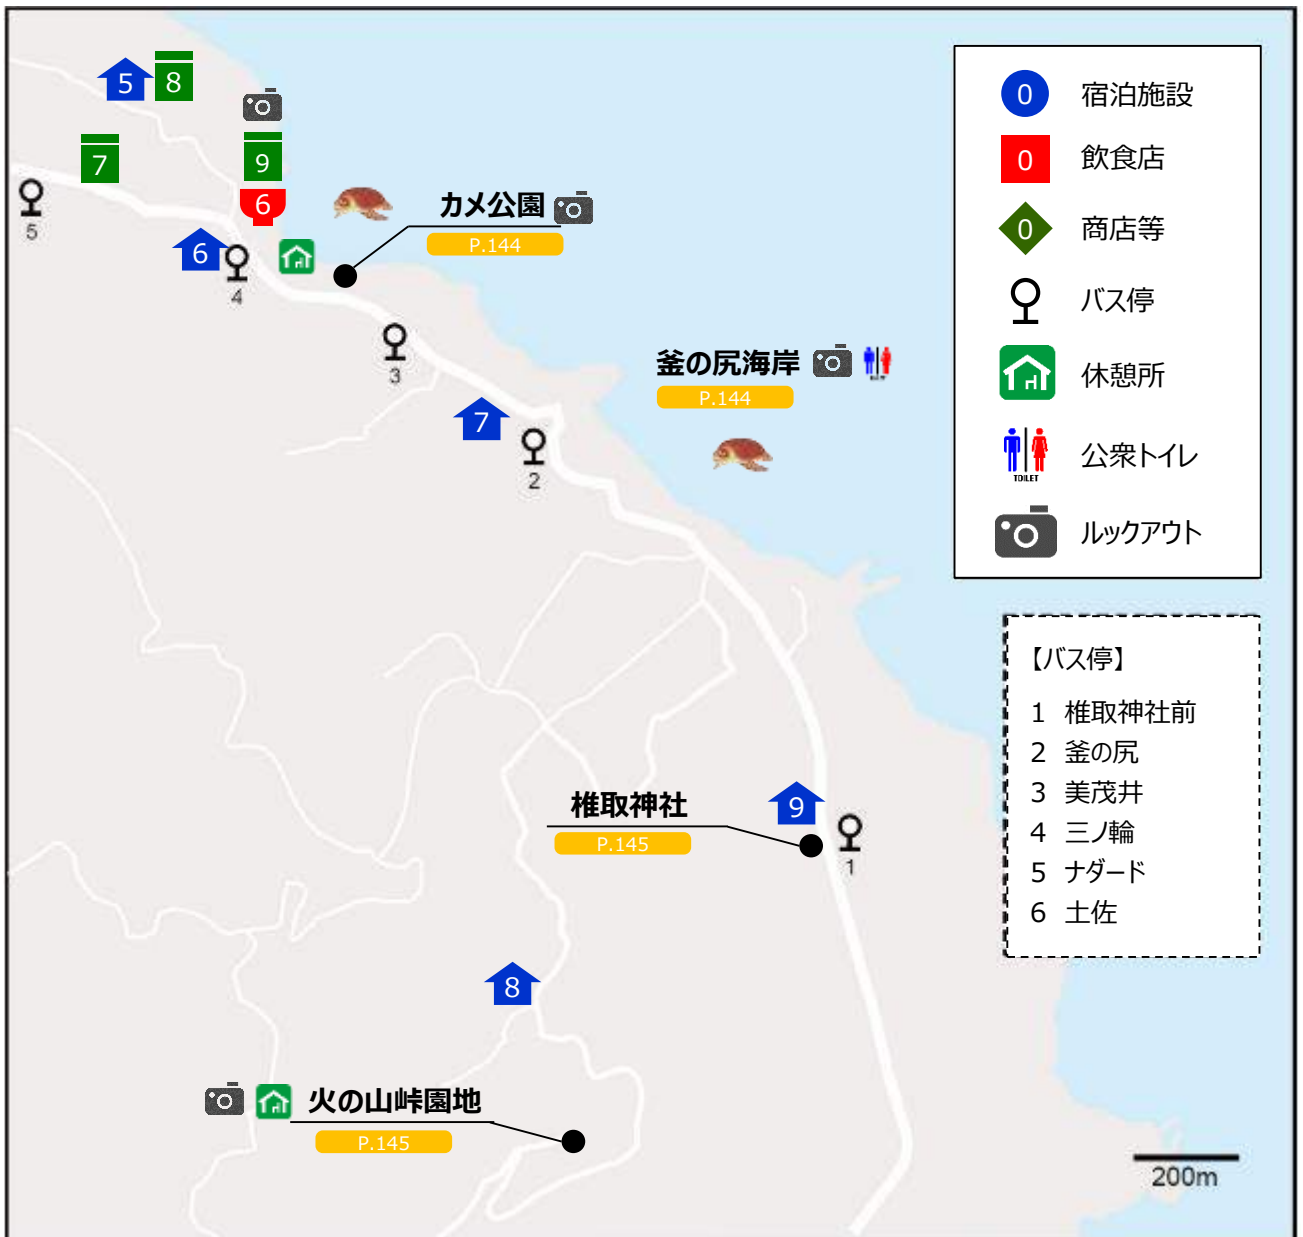 5
8
7
9
6
5
6
4
カメ公園
P.144
3
7
2
釜の尻海岸
P.144
TOILET
0 宿泊施設
0 飲食店
0 商店等
バス停
休憩所
TOILET 公衆トイレ
ルックアウト
【バス停】
1 椎取神社前
2 釜の尻
3 美茂井
4 三ノ輪
5 ナダード
6 土佐
椎取神社
P.145
9
1
8
火の山峠園地
P.145
200m